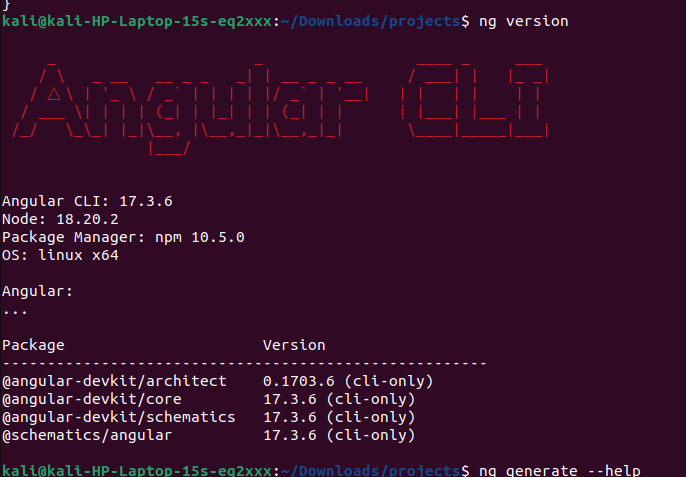 }
kali@kali-HP-Laptop-15s-eq2xxx:~/Downloads/projects$ ng version
Angular CLI
Angular CLI: 17.3.6
Node: 18.20.2
Package Manager: npm 10.5.0
OS: linux x64
Angular:
...
Package Version
------------------------------------------------------
@angular-devkit/architect 0.1703.6 (cli-only)
@angular-devkit/core 17.3.6 (cli-only)
@angular-devkit/schematics 17.3.6 (cli-only)
@schematics/angular 17.3.6 (cli-only)
kali@kali-HP-Laptop-15s-eq2xxx:~/Downloads/projects$ ng generate --help